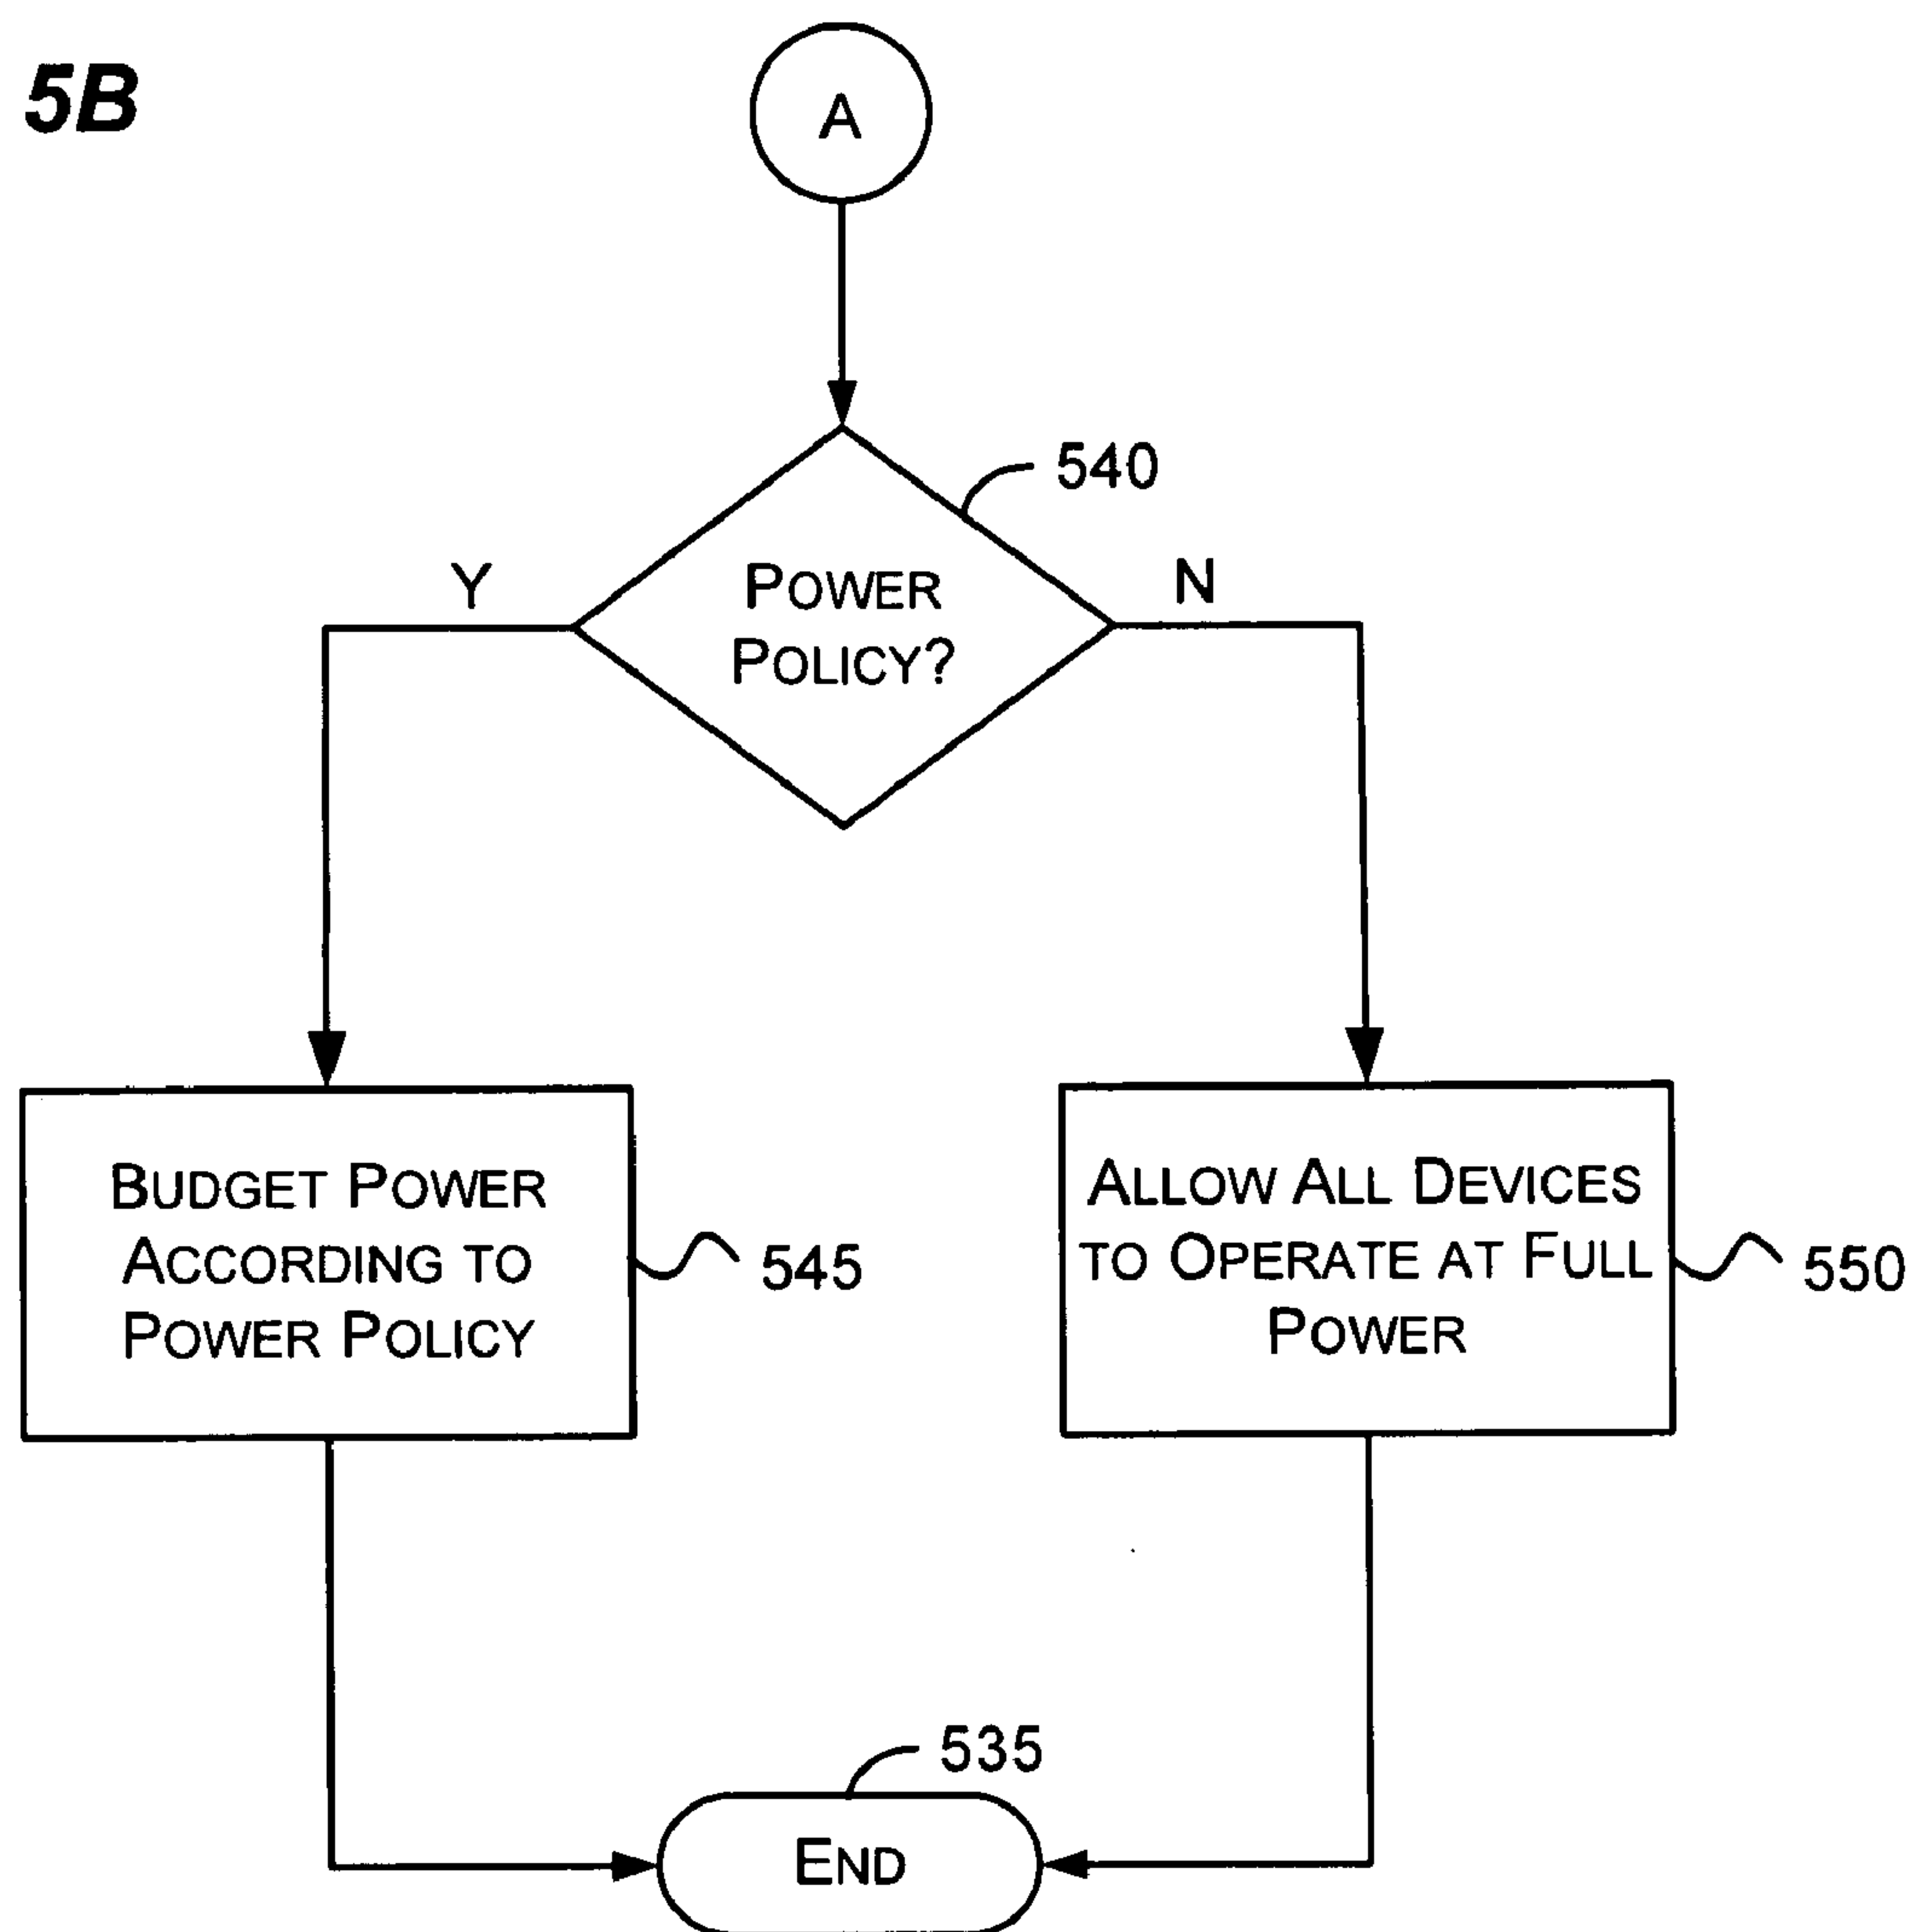 5B
A
540
Y
N
POWER
POLICY?
BUDGET POWER
ACCORDING TO
POWER POLICY
545
ALLOW ALL DEVICES
TO OPERATE AT FULL
POWER
550
535
END